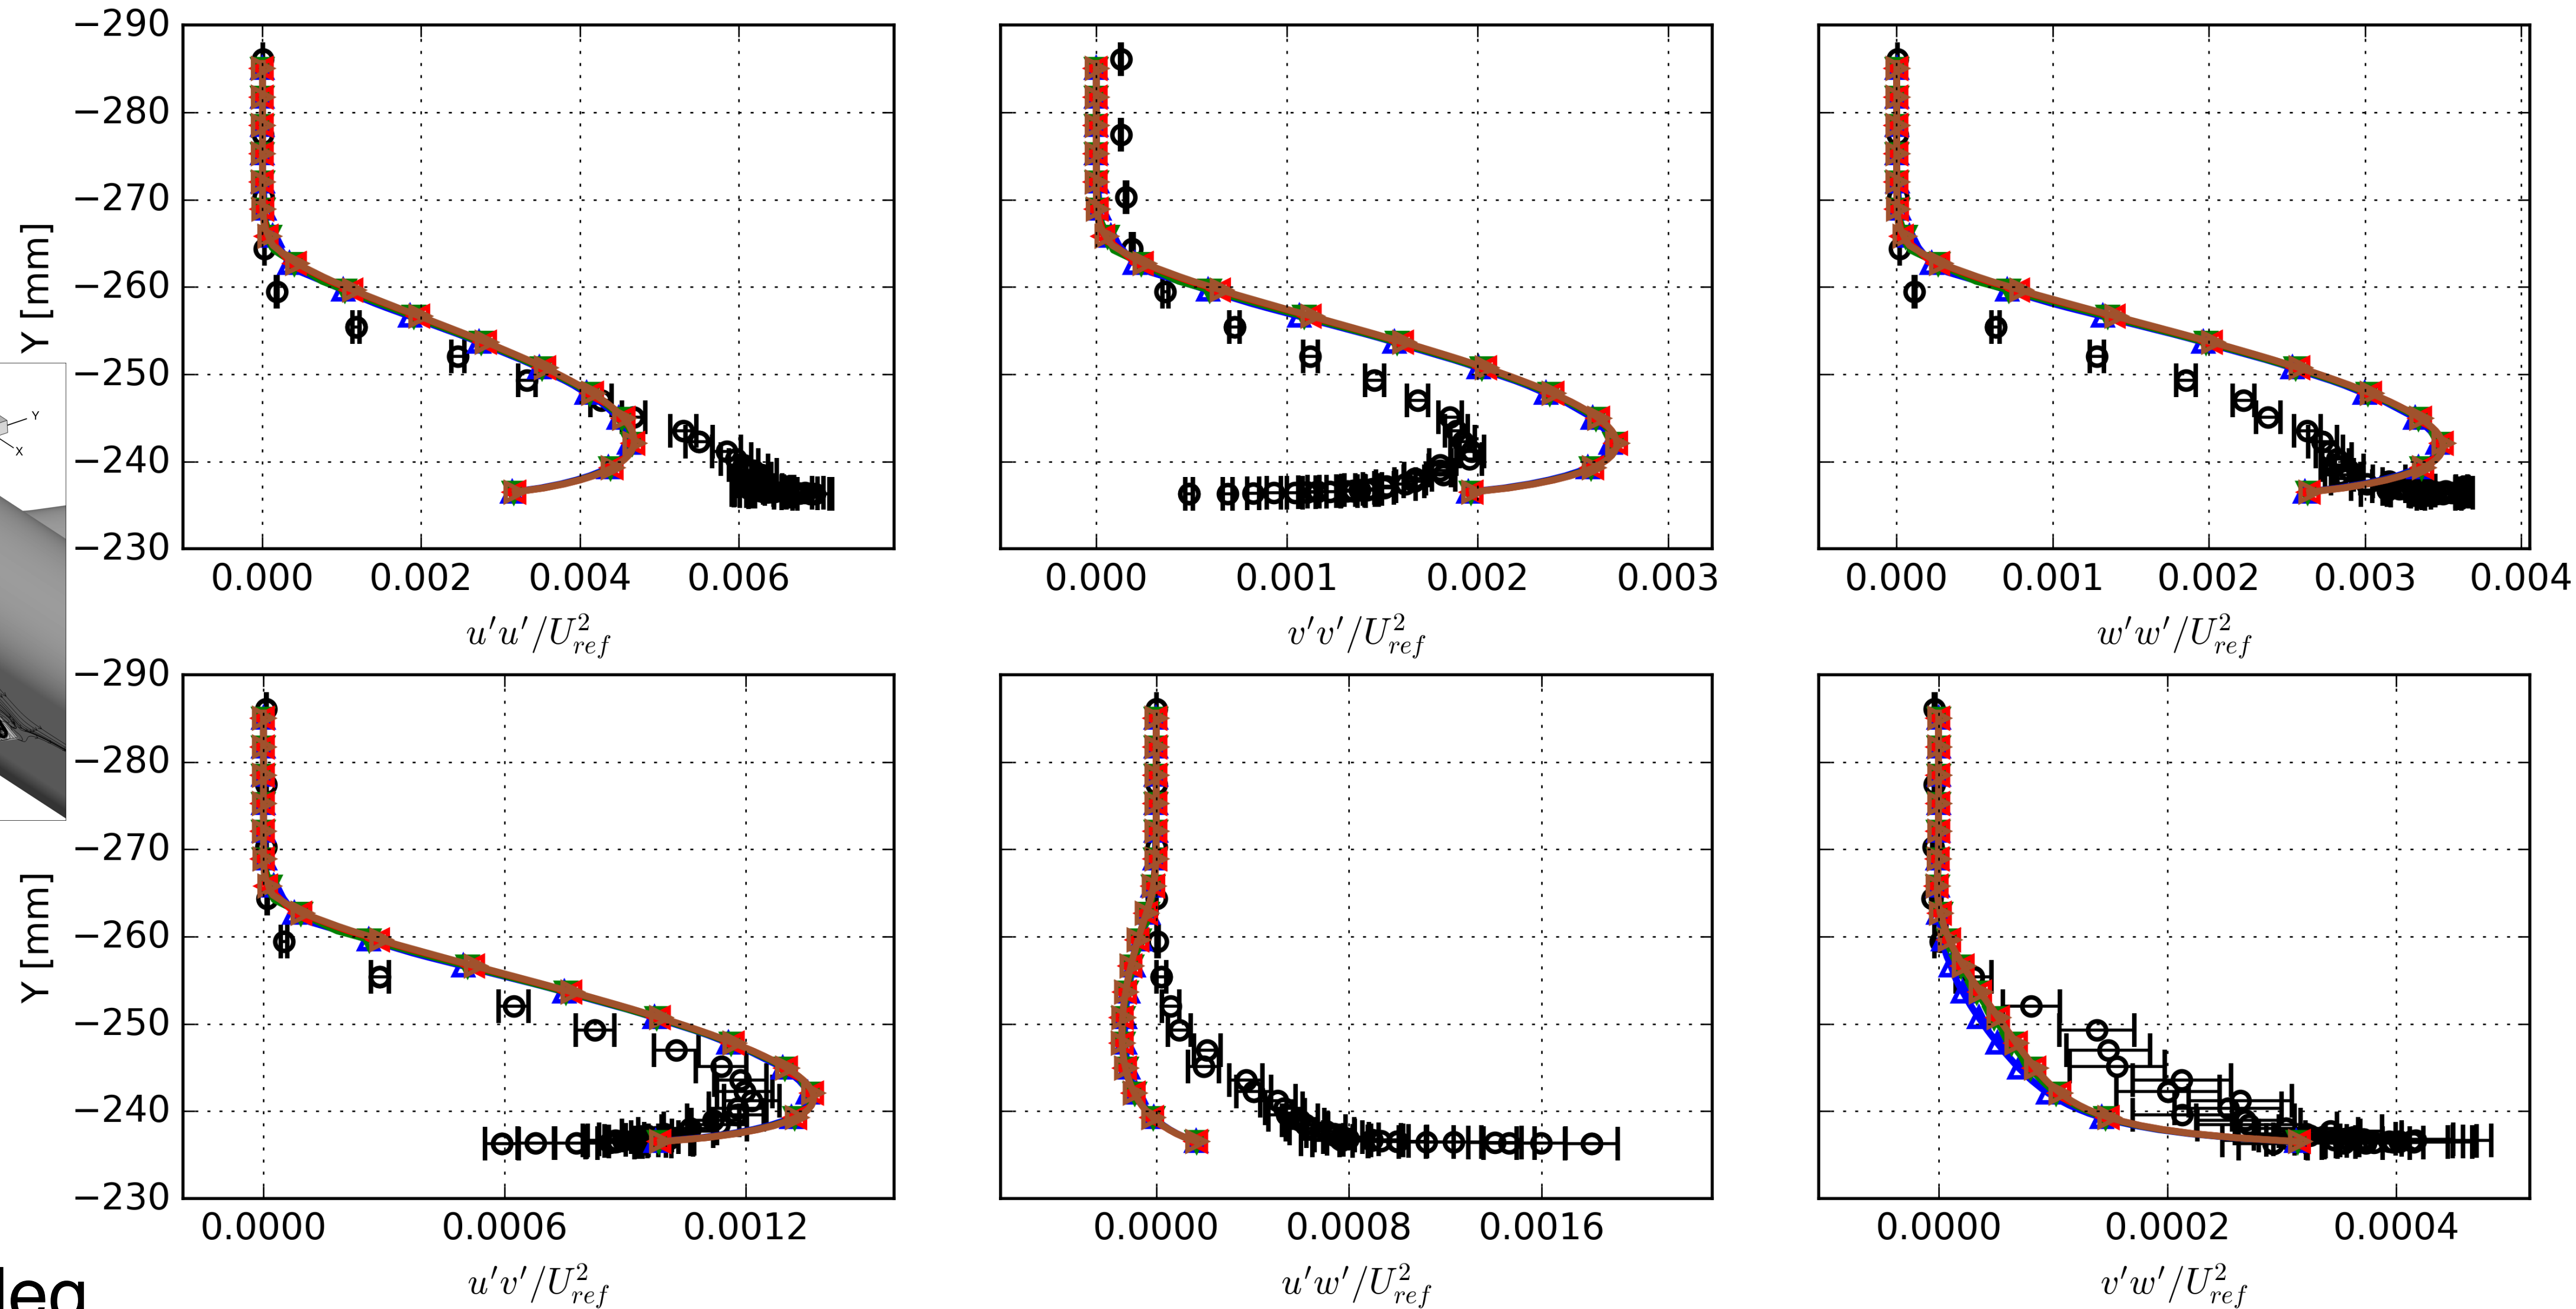 −290
−280
−270
−260
−250
−240
−230
Y [mm]
0.000 0.002 0.004 0.006
u′u′/U²ref
0.000 0.001 0.002 0.003
v′v′/U²ref
0.000 0.001 0.002 0.003 0.004
w′w′/U²ref
Y
X
−290
−280
−270
−260
−250
−240
−230
Y [mm]
0.0000 0.0006 0.0012
u′v′/U²ref
0.0000 0.0008 0.0016
u′w′/U²ref
0.0000 0.0002 0.0004
v′w′/U²ref